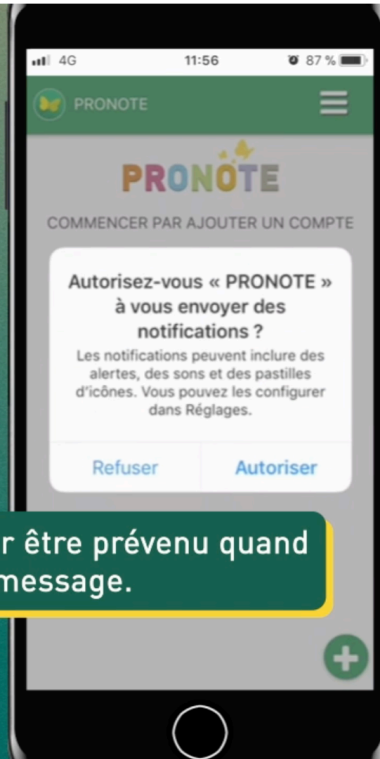 4G 11:56 87 %
PRONOTE
PRONOTE
COMMENCER PAR AJOUTER UN COMPTE
Autorisez-vous « PRONOTE »
à vous envoyer des
notifications ?
Les notifications peuvent inclure des
alertes, des sons et des pastilles
d'icônes. Vous pouvez les configurer
dans Réglages.
Refuser Autoriser
être prévenu quand
message.